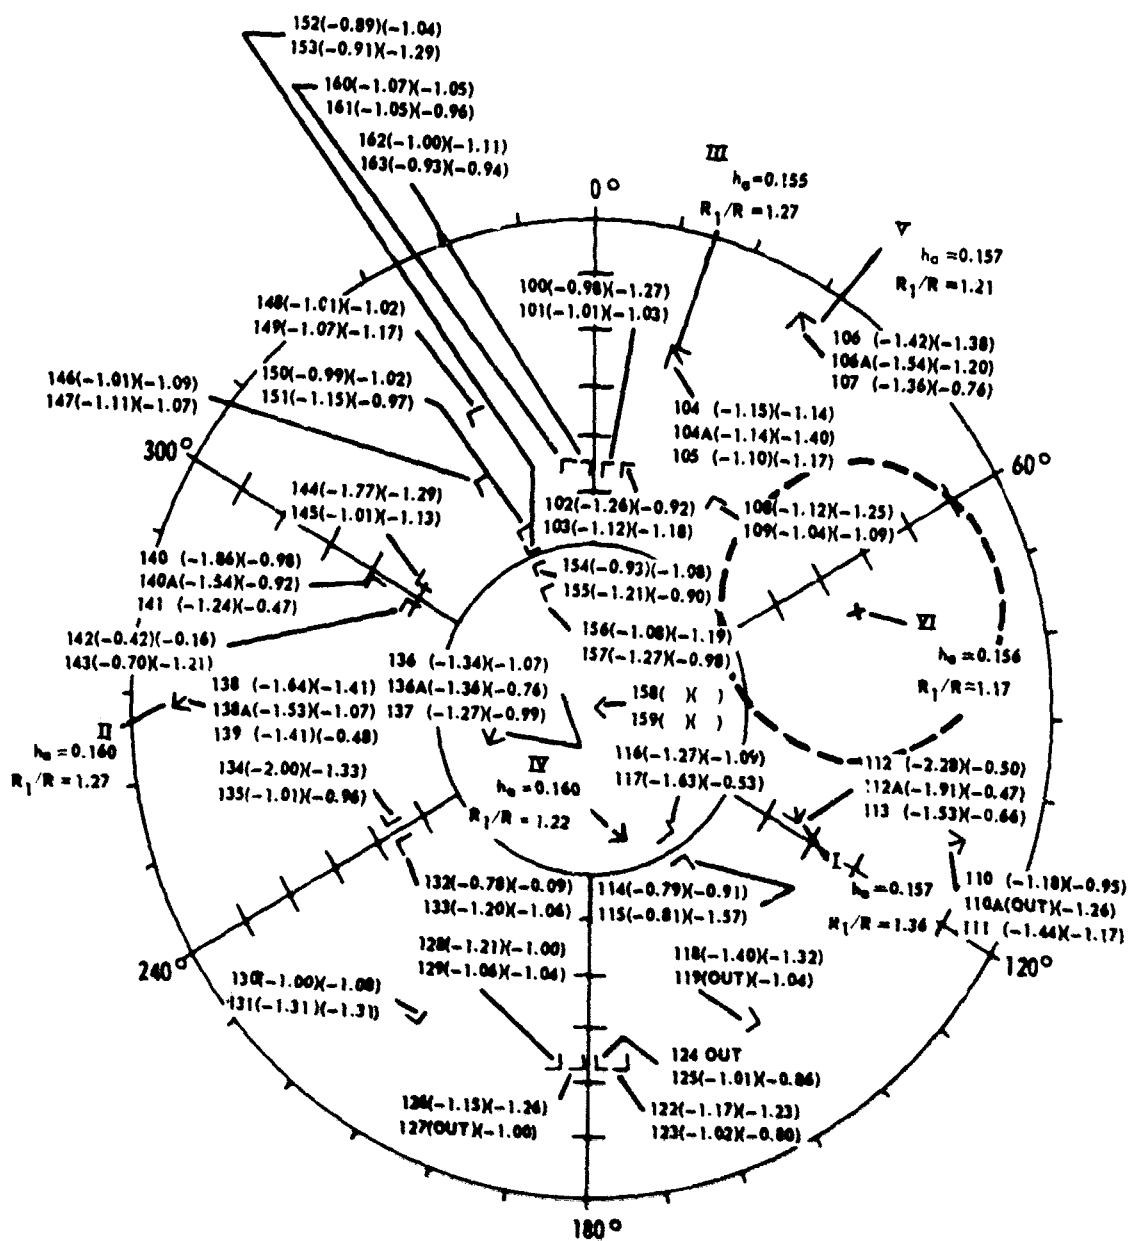 152(-0.89)(-1.04)
153(-0.91)(-1.29)
160(-1.07)(-1.05)
161(-1.05)(-0.96)
162(-1.00)(-1.11)
163(-0.93)(-0.94)
III
hₐ=0.155
R₁/R=1.27
0°
V
hₐ=0.157
R₁/R=1.21
100(-0.98)(-1.27)
101(-1.01)(-1.03)
148(-1.01)(-1.02)
149(-1.07)(-1.17)
106 (-1.42)(-1.38)
106A(-1.54)(-1.20)
107 (-1.36)(-0.76)
146(-1.01)(-1.09)
147(-1.11)(-1.07)
150(-0.99)(-1.02)
151(-1.15)(-0.97)
104 (-1.15)(-1.14)
104A(-1.14)(-1.40)
105 (-1.10)(-1.17)
300°
60°
144(-1.77)(-1.29)
145(-1.01)(-1.13)
102(-1.26)(-0.92)
103(-1.12)(-1.18)
108(-1.12)(-1.25)
109(-1.04)(-1.09)
140 (-1.86)(-0.98)
140A(-1.54)(-0.92)
141 (-1.24)(-0.47)
154(-0.93)(-1.08)
155(-1.21)(-0.90)
142(-0.42)(-0.16)
143(-0.70)(-1.21)
156(-1.08)(-1.19)
157(-1.27)(-0.98)
VI
hₐ=0.156
R₁/R=1.17
136 (-1.34)(-1.07)
136A(-1.36)(-0.76)
137 (-1.27)(-0.99)
138 (-1.64)(-1.41)
138A(-1.53)(-1.07)
139 (-1.41)(-0.48)
158( )( )
159( )( )
II
hₐ=0.160
R₁/R=1.27
134(-2.00)(-1.33)
135(-1.01)(-0.96)
IV
hₐ=0.160
R₁/R=1.22
116(-1.27)(-1.09)
117(-1.63)(-0.53)
112 (-2.28)(-0.50)
112A(-1.91)(-0.47)
113 (-1.53)(-0.66)
I
hₐ=0.157
R₁/R=1.36
132(-0.78)(-0.09)
133(-1.20)(-1.06)
114(-0.79)(-0.91)
115(-0.81)(-1.57)
110 (-1.18)(-0.95)
110A(OUT)(-1.26)
111 (-1.44)(-1.17)
240°
120°
128(-1.21)(-1.00)
129(-1.06)(-1.04)
118(-1.40)(-1.32)
119(OUT)(-1.04)
130(-1.00)(-1.08)
131(-1.31)(-1.31)
124 OUT
125(-1.01)(-0.86)
126(-1.15)(-1.26)
127(OUT)(-1.00)
122(-1.17)(-1.23)
123(-1.02)(-0.80)
180°